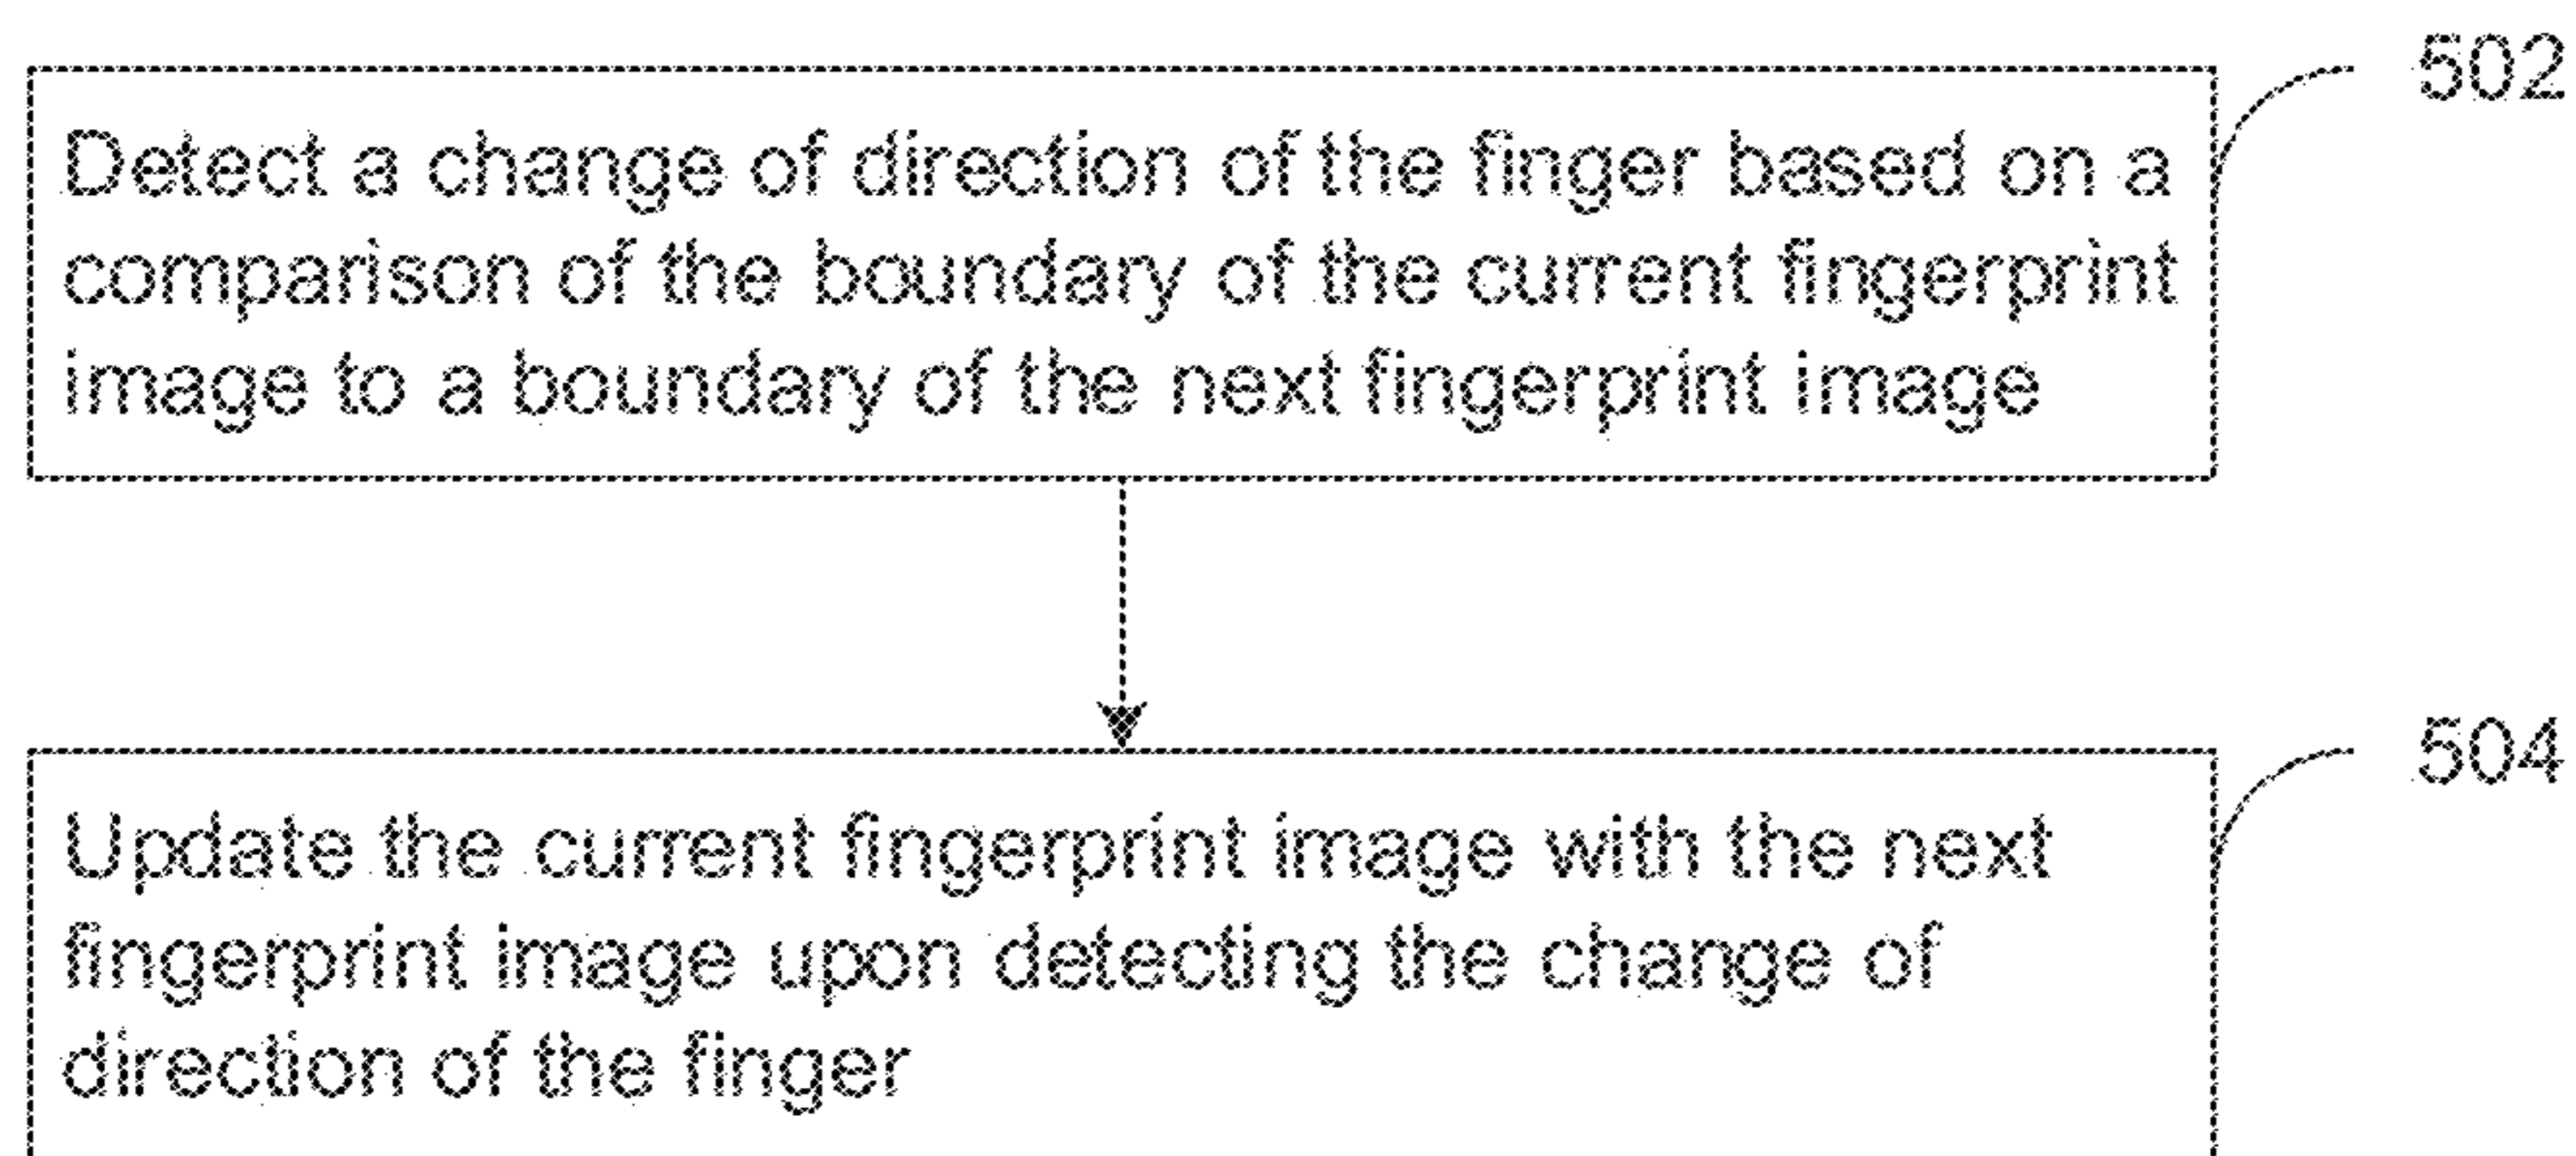 502
Detect a change of direction of the finger based on a
comparison of the boundary of the current fingerprint
image to a boundary of the next fingerprint image
504
Update the current fingerprint image with the next
fingerprint image upon detecting the change of
direction of the finger